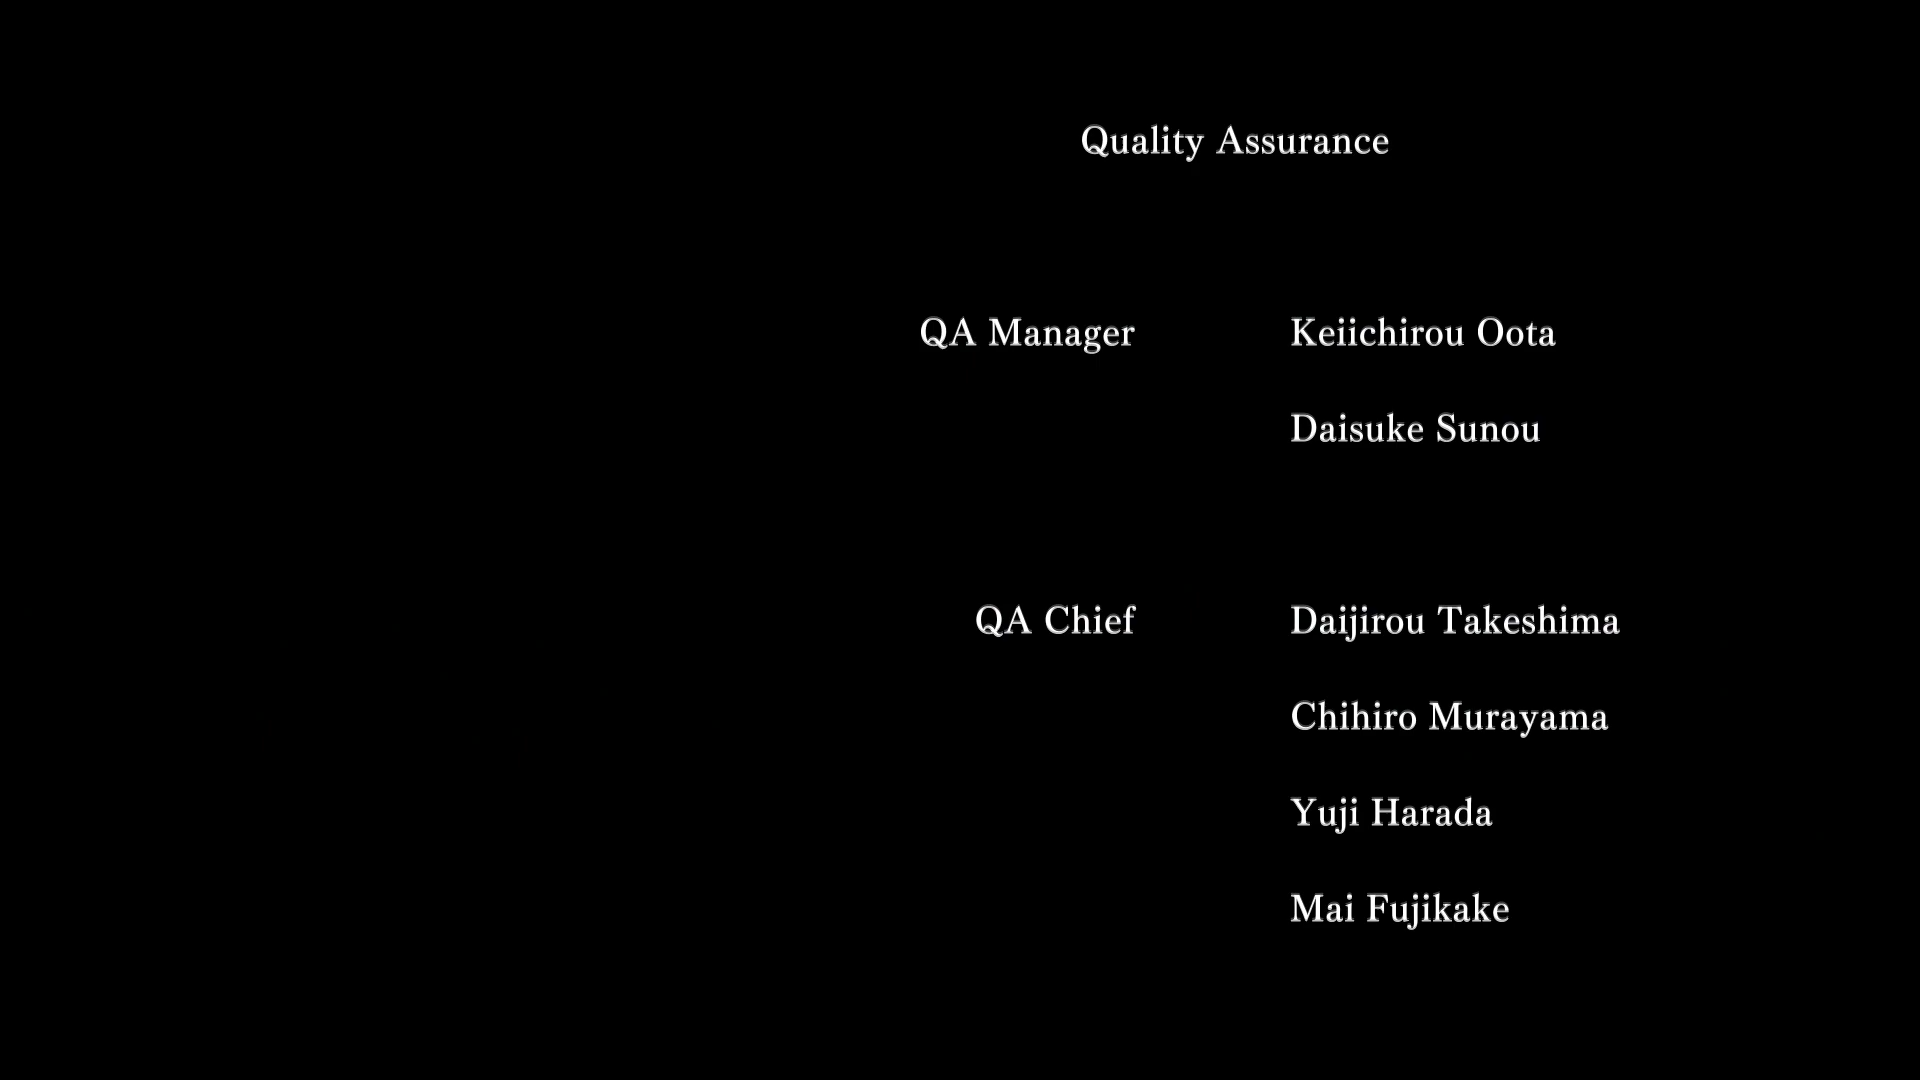 Quality Assurance
QA Manager Keiichirou Oota
Daisuke Sunou
QA Chief Daijirou Takeshima
Chihiro Murayama
Yuji Harada
Mai Fujikake